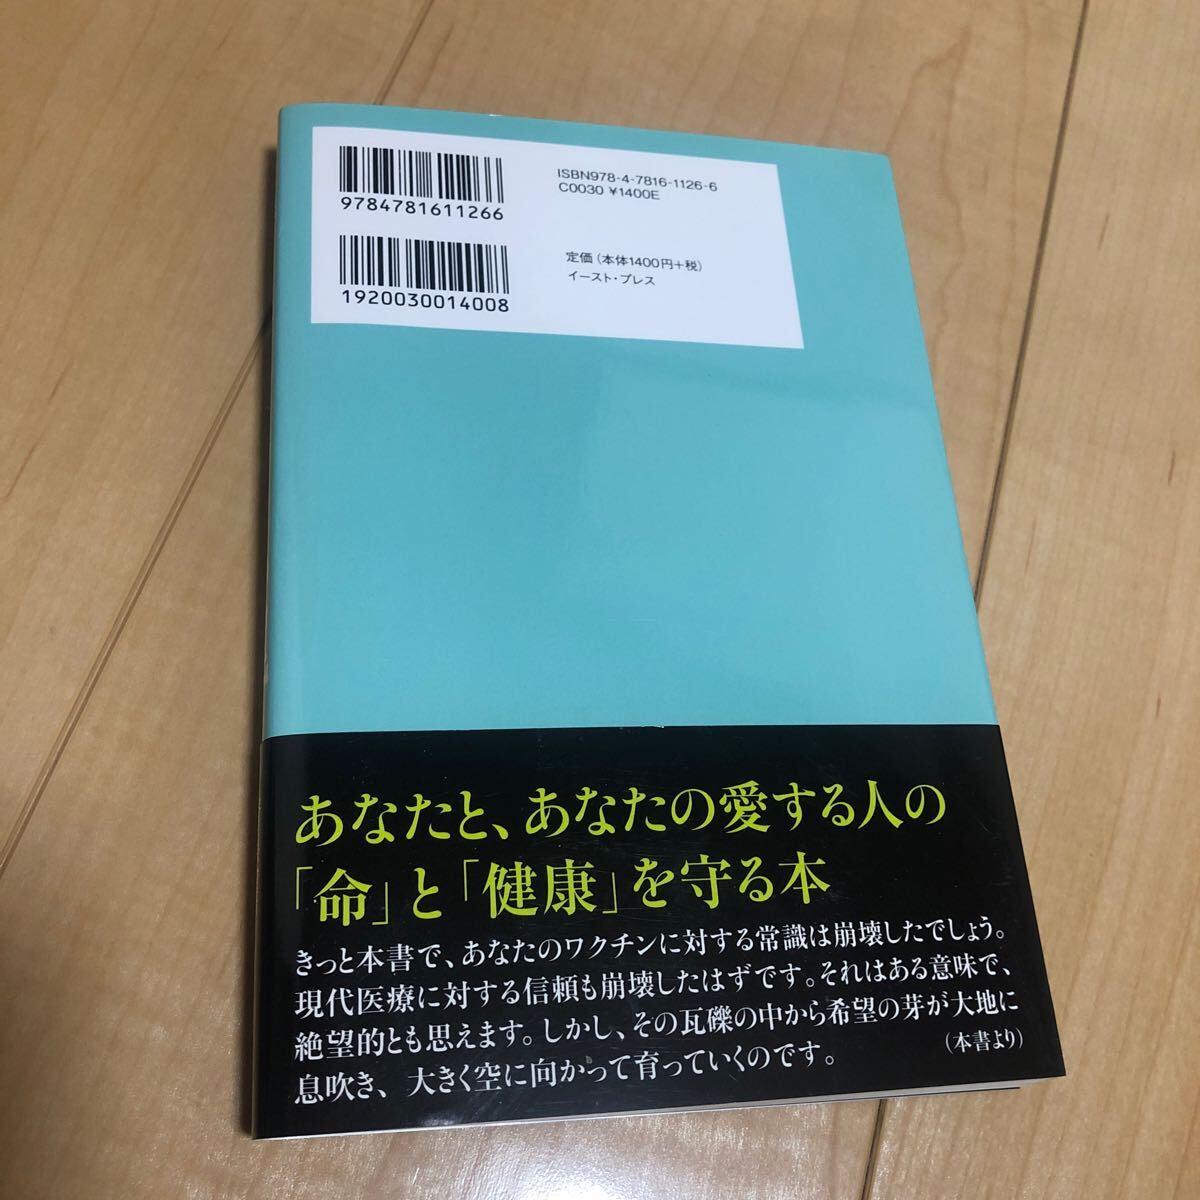 9784781611266
ISBN978-4-7816-1126-6
C0030 ¥1400E
1920030014008
定価（本体1400円+税）
イースト・プレス
あなたと、あなたの愛する人の
「命」と「健康」を守る本
きっと本書で、あなたのワクチンに対する常識は崩壊したでしょう。
現代医療に対する信頼も崩壊したはずです。それはある意味で、
絶望的とも思えます。しかし、その瓦礫の中から希望の芽が大地に
息吹き、大きく空に向かって育っていくのです。
（本書より）